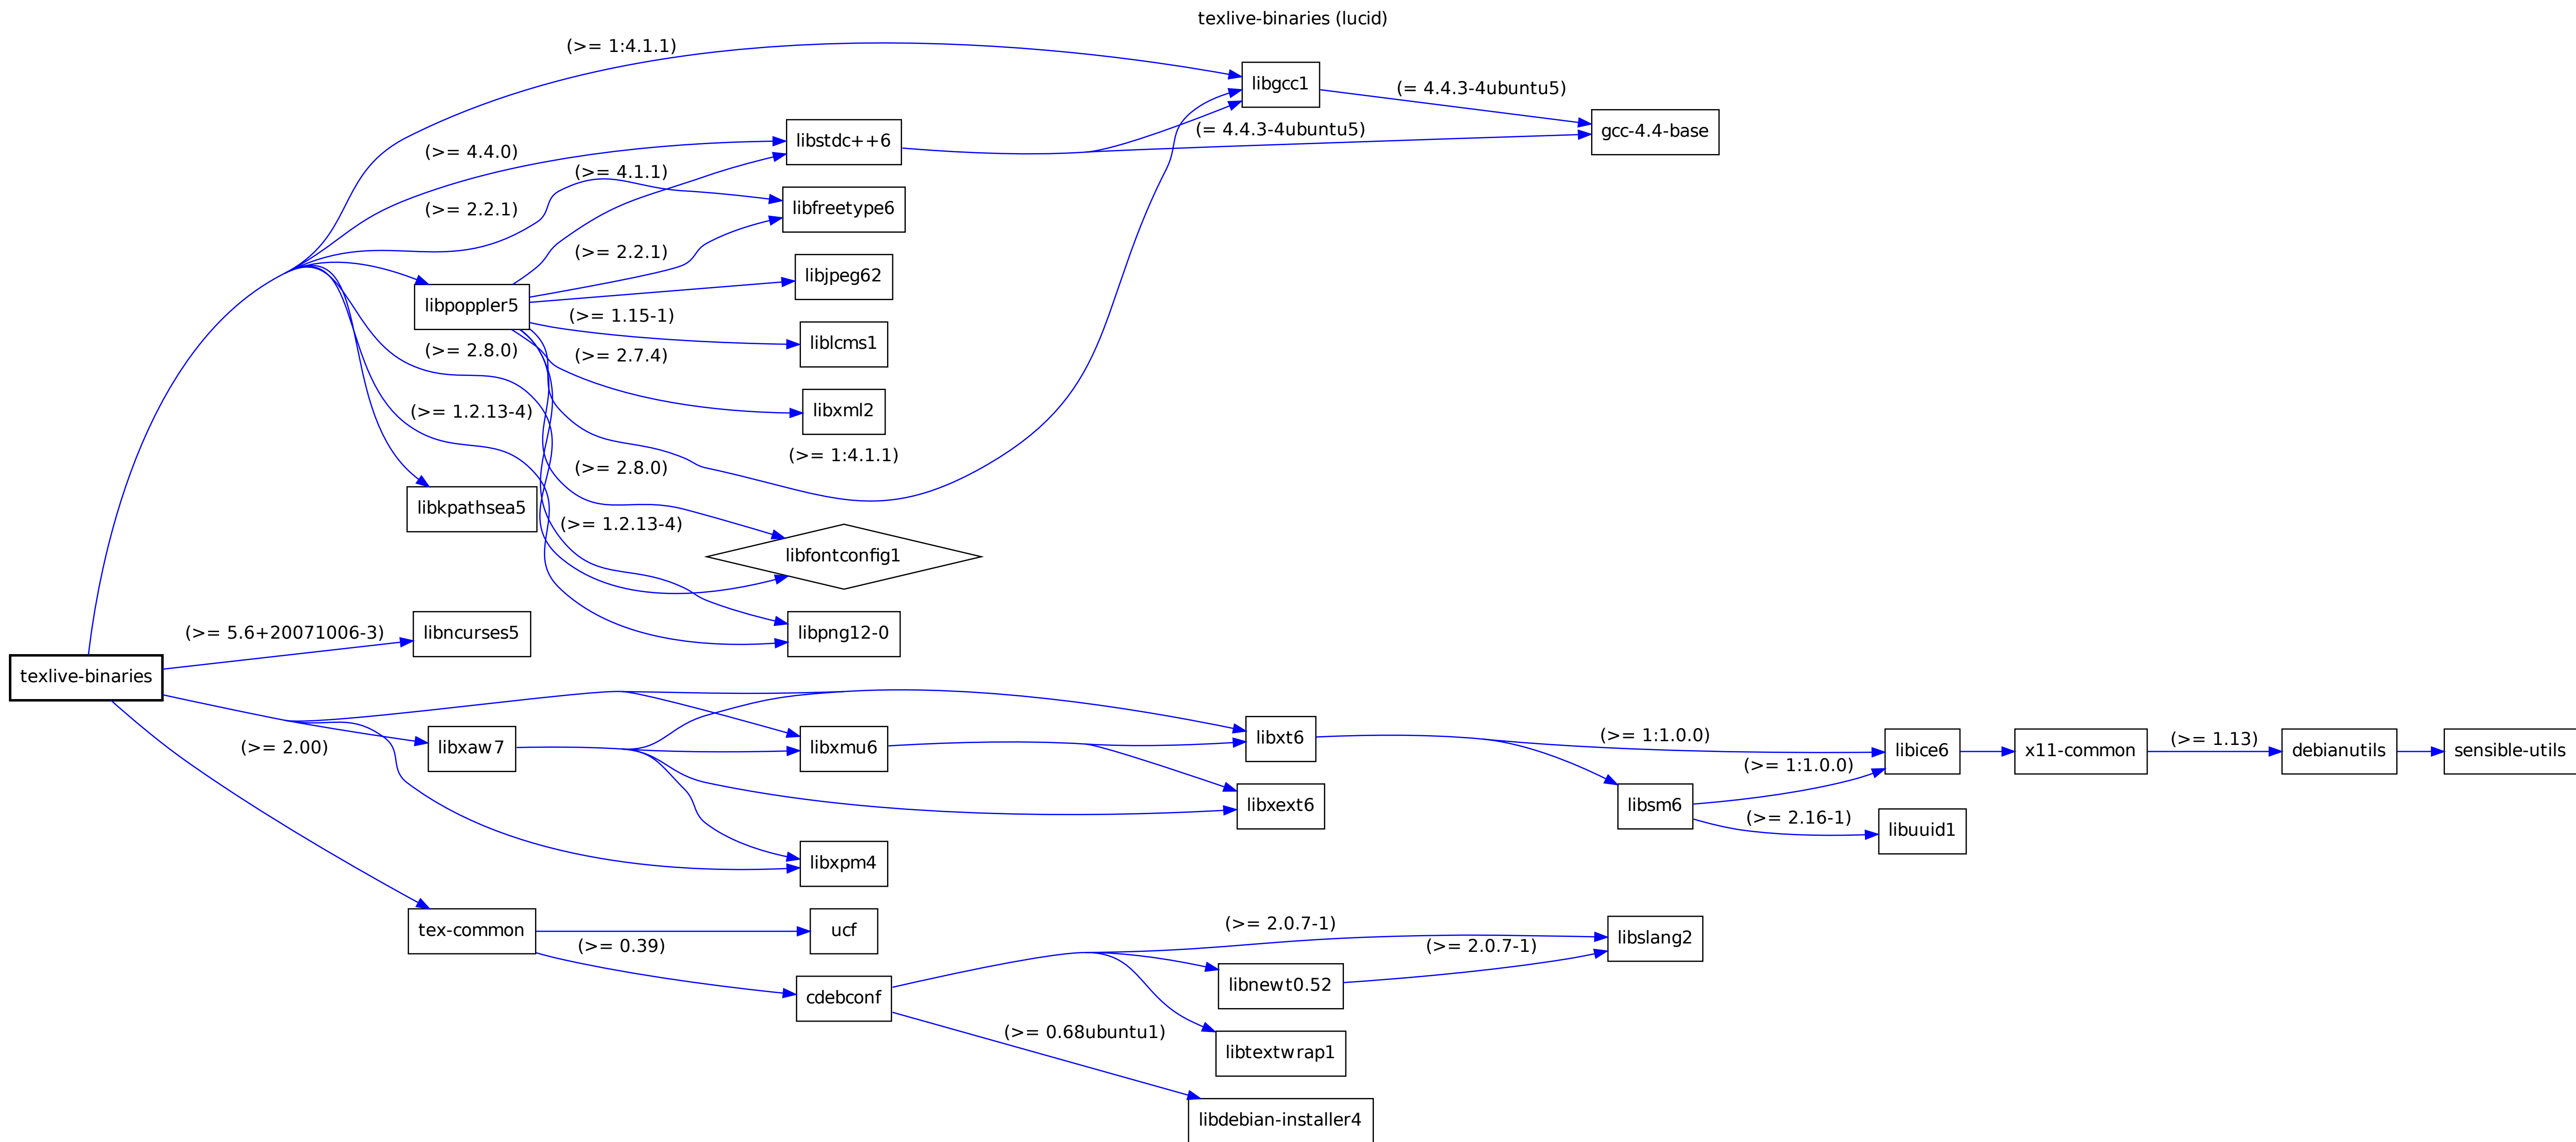 texlive-binaries (lucid)
(>= 1:4.1.1)
libgcc1
(= 4.4.3-4ubuntu5)
gcc-4.4-base
(= 4.4.3-4ubuntu5)
libstdc++6
(>= 4.4.0)
(>= 4.1.1)
(>= 2.2.1)
libfreetype6
(>= 2.2.1)
libjpeg62
libpoppler5
(>= 1.15-1)
liblcms1
(>= 2.8.0)
(>= 2.7.4)
libxml2
(>= 1.2.13-4)
(>= 1:4.1.1)
(>= 2.8.0)
libkpathsea5
(>= 1.2.13-4)
libfontconfig1
(>= 5.6+20071006-3)
libncurses5
libpng12-0
texlive-binaries
(>= 2.00)
libxaw7
libxmu6
libxt6
(>= 1:1.0.0)
libice6
x11-common
(>= 1.13)
debianutils
sensible-utils
(>= 1:1.0.0)
libxext6
libsm6
(>= 2.16-1)
libuuid1
libxpm4
tex-common
ucf
(>= 0.39)
(>= 2.0.7-1)
(>= 2.0.7-1)
libslang2
cdebconf
libnewt0.52
(>= 0.68ubuntu1)
libtextwrap1
libdebian-installer4